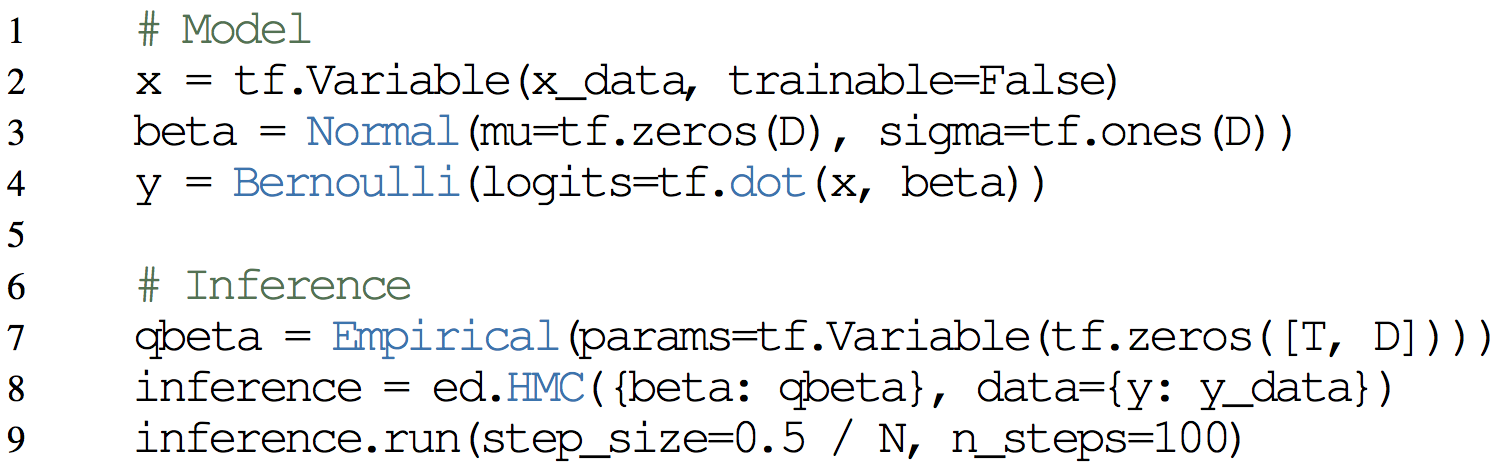 1 # Model
2 x = tf.Variable(x_data, trainable=False)
3 beta = Normal(mu=tf.zeros(D), sigma=tf.ones(D))
4 y = Bernoulli(logits=tf.dot(x, beta))
5
6 # Inference
7 qbeta = Empirical(params=tf.Variable(tf.zeros([T, D])))
8 inference = ed.HMC({beta: qbeta}, data={y: y_data})
9 inference.run(step_size=0.5 / N, n_steps=100)